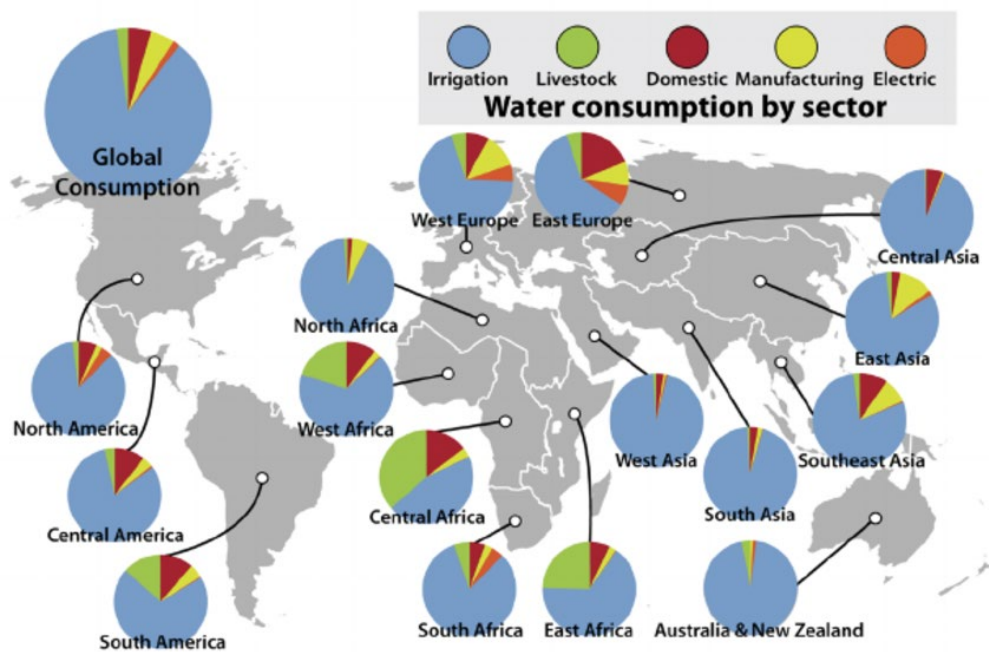 Irrigation Livestock Domestic Manufacturing Electric
Water consumption by sector
Global
Consumption
West Europe
East Europe
Central Asia
North Africa
East Asia
North America
West Africa
West Asia
Southeast Asia
Central America
Central Africa
South Asia
South America
South Africa
East Africa
Australia & New Zealand